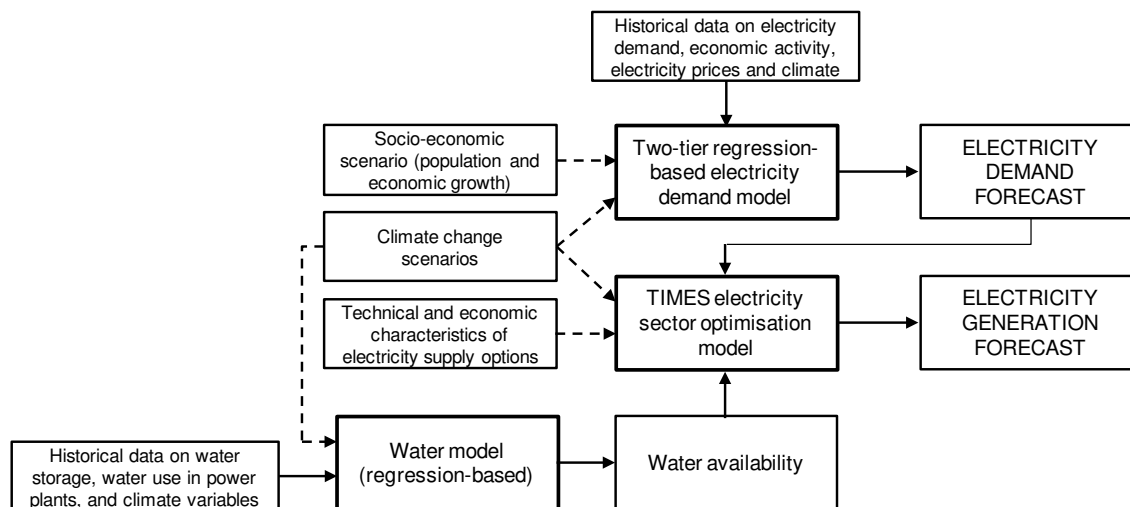 Historical data on electricity
demand, economic activity,
electricity prices and climate
Socio-economic
scenario (population and
economic growth)
Two-tier regression-
based electricity
demand model
ELECTRICITY
DEMAND
FORECAST
Climate change
scenarios
Technical and economic
characteristics of
electricity supply options
TIMES electricity
sector optimisation
model
ELECTRICITY
GENERATION
FORECAST
Historical data on water
storage, water use in power
plants, and climate variables
Water model
(regression-based)
Water availability